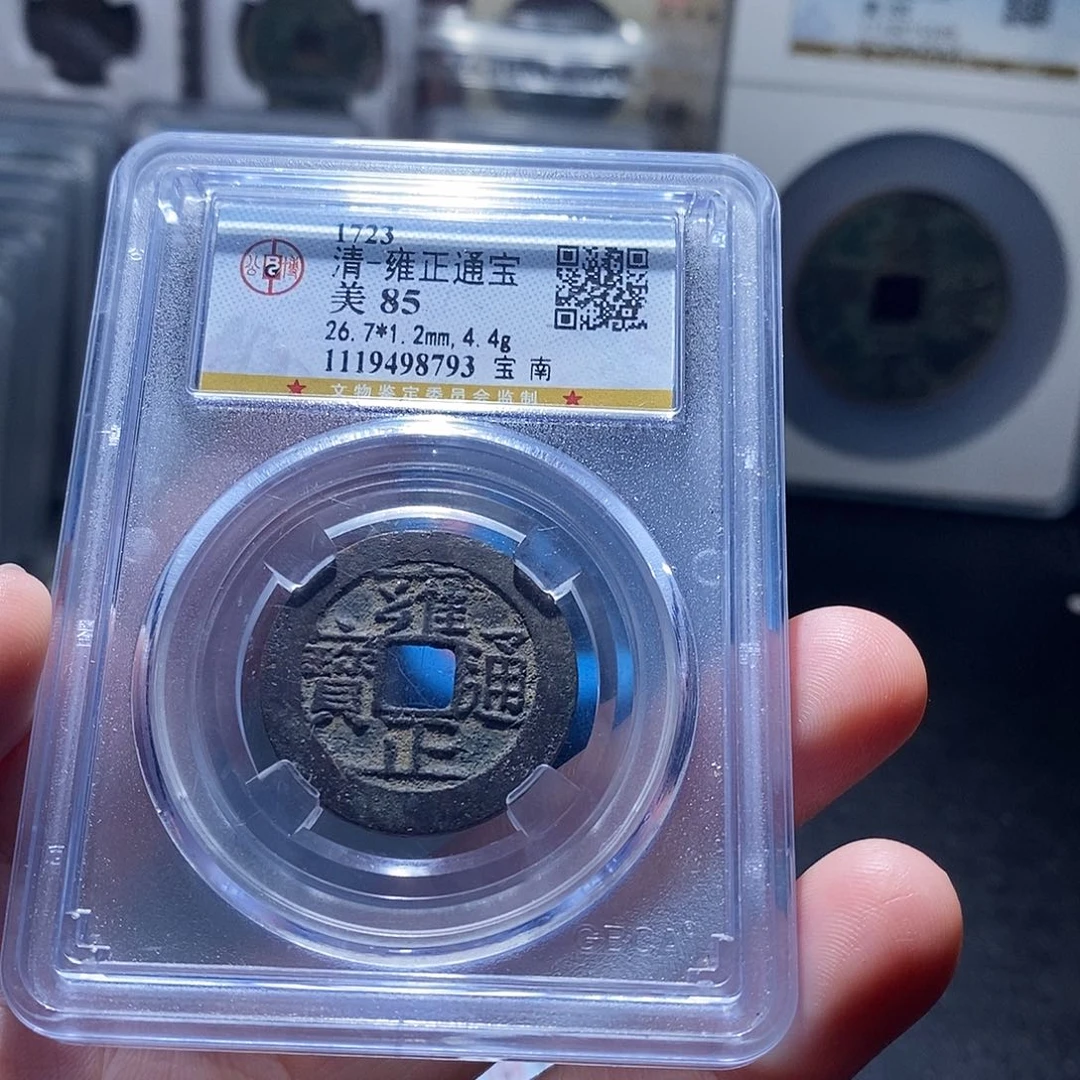 1723
清-雍正通宝
美 85
26.7*1.2mm, 4.4g
1119498793 宝 南
文物鉴定委员会监制
雍正通寶
GBCA